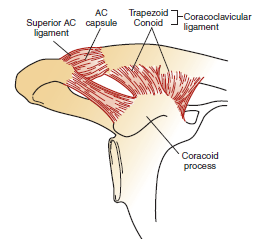 Superior AC
ligament
AC
capsule
Trapezoid
Conoid
Coracoclavicular
ligament
Coracoid
process